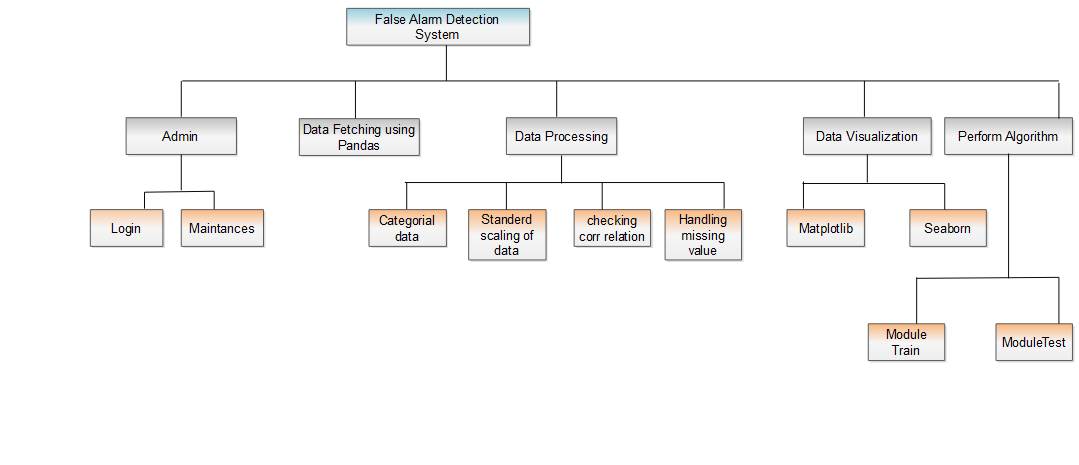 False Alarm Detection
System
Admin
Data Fetching using
Pandas
Data Processing
Data Visualization
Perform Algorithm
Login
Maintances
Categorial
data
Standerd
scaling of
data
checking
corr relation
Handling
missing
value
Matplotlib
Seaborn
Module
Train
ModuleTest